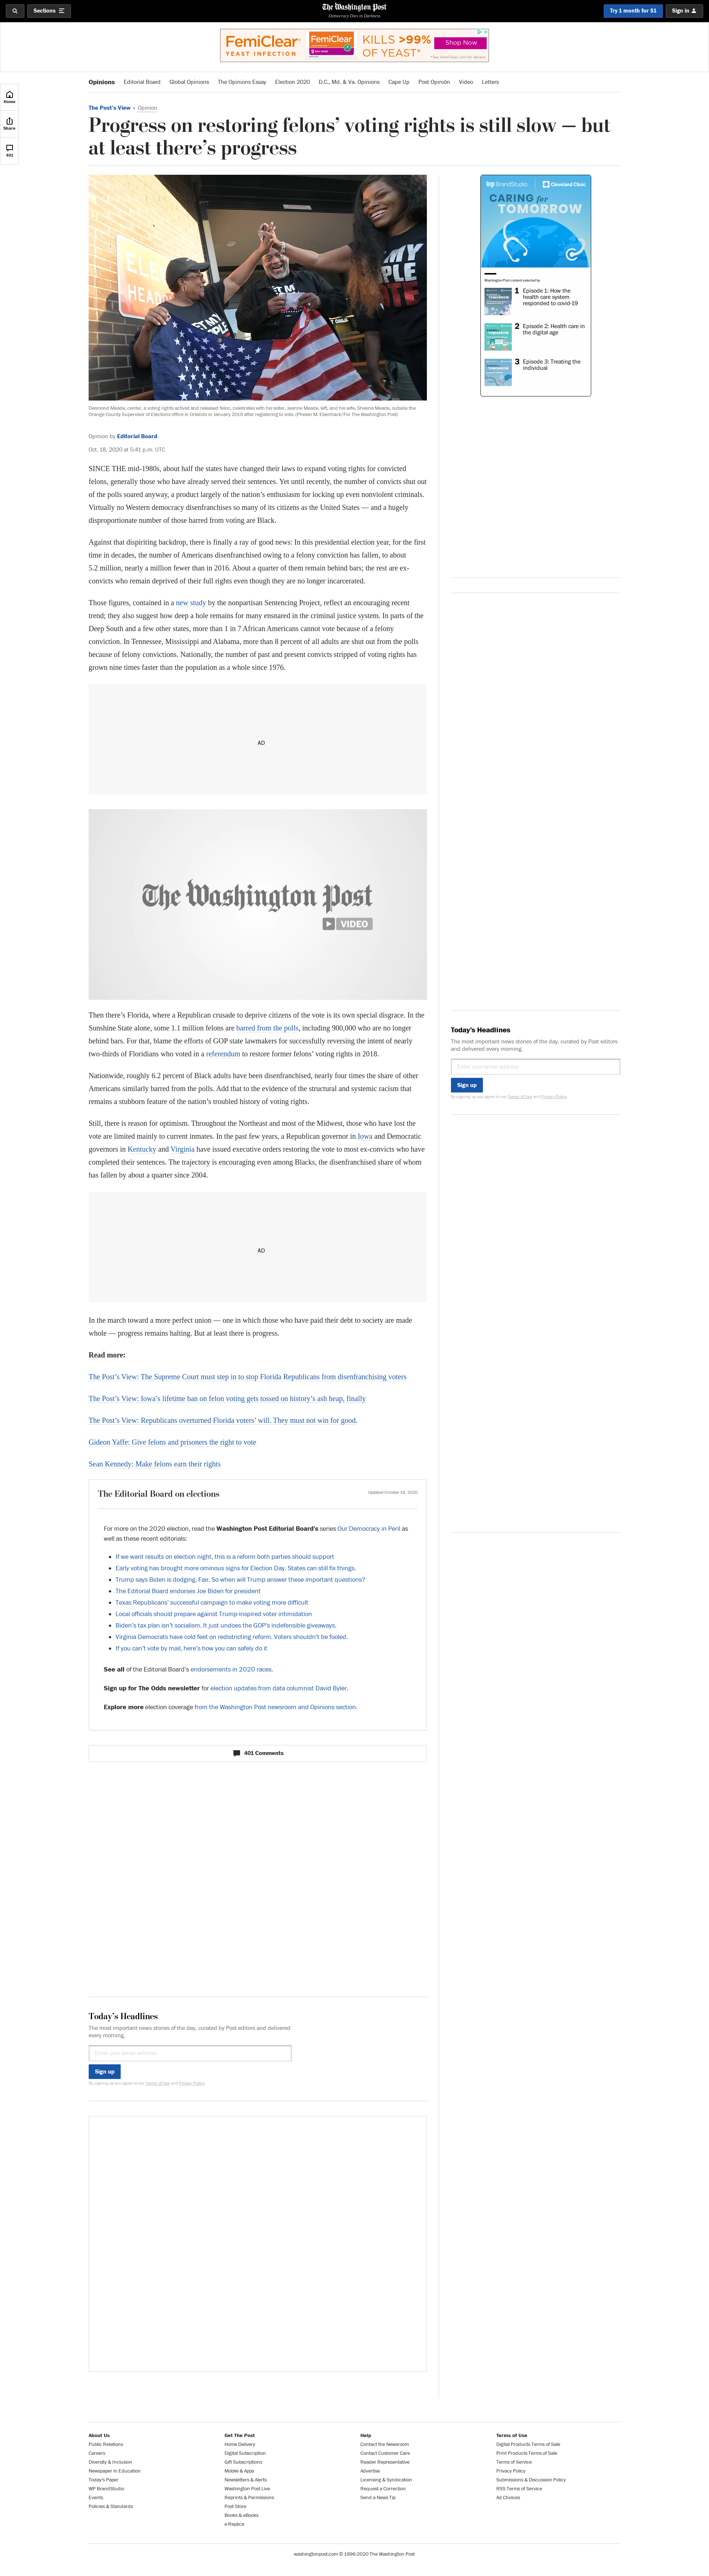 Sections
The Washington Post
Democracy Dies in Darkness
Try 1 month for $1
Sign in
FemiClear
YEAST INFECTION
FemiClear
KILLS >99%
OF YEAST*
Shop Now
*See FemiClear.com for details.
Home
Share
401
Opinions
Editorial Board
Global Opinions
The Opinions Essay
Election 2020
D.C., Md. & Va. Opinions
Cape Up
Post Opinión
Video
Letters
The Post's View • Opinion
Progress on restoring felons’ voting rights is still slow — but
at least there’s progress
Desmond Meade, center, a voting rights activist and released felon, celebrates with his sister, Jeanne Meade, left, and his wife, Sheena Meade, outside the
Orange County Supervisor of Elections office in Orlando in January 2019 after registering to vote. (Phelan M. Ebenhack/For The Washington Post)
Opinion by Editorial Board
Oct. 18, 2020 at 5:41 p.m. UTC
SINCE THE mid-1980s, about half the states have changed their laws to expand voting rights for convicted
felons, generally those who have already served their sentences. Yet until recently, the number of convicts shut out
of the polls soared anyway, a product largely of the nation’s enthusiasm for locking up even nonviolent criminals.
Virtually no Western democracy disenfranchises so many of its citizens as the United States — and a hugely
disproportionate number of those barred from voting are Black.
Against that dispiriting backdrop, there is finally a ray of good news: In this presidential election year, for the first
time in decades, the number of Americans disenfranchised owing to a felony conviction has fallen, to about
5.2 million, nearly a million fewer than in 2016. About a quarter of them remain behind bars; the rest are ex-
convicts who remain deprived of their full rights even though they are no longer incarcerated.
Those figures, contained in a new study by the nonpartisan Sentencing Project, reflect an encouraging recent
trend; they also suggest how deep a hole remains for many ensnared in the criminal justice system. In parts of the
Deep South and a few other states, more than 1 in 7 African Americans cannot vote because of a felony
conviction. In Tennessee, Mississippi and Alabama, more than 8 percent of all adults are shut out from the polls
because of felony convictions. Nationally, the number of past and present convicts stripped of voting rights has
grown nine times faster than the population as a whole since 1976.
AD
The Washington Post
VIDEO
Then there’s Florida, where a Republican crusade to deprive citizens of the vote is its own special disgrace. In the
Sunshine State alone, some 1.1 million felons are barred from the polls, including 900,000 who are no longer
behind bars. For that, blame the efforts of GOP state lawmakers for successfully reversing the intent of nearly
two-thirds of Floridians who voted in a referendum to restore former felons’ voting rights in 2018.
Nationwide, roughly 6.2 percent of Black adults have been disenfranchised, nearly four times the share of other
Americans similarly barred from the polls. Add that to the evidence of the structural and systemic racism that
remains a stubborn feature of the nation’s troubled history of voting rights.
Still, there is reason for optimism. Throughout the Northeast and most of the Midwest, those who have lost the
vote are limited mainly to current inmates. In the past few years, a Republican governor in Iowa and Democratic
governors in Kentucky and Virginia have issued executive orders restoring the vote to most ex-convicts who have
completed their sentences. The trajectory is encouraging even among Blacks, the disenfranchised share of whom
has fallen by about a quarter since 2004.
AD
In the march toward a more perfect union — one in which those who have paid their debt to society are made
whole — progress remains halting. But at least there is progress.
Read more:
The Post’s View: The Supreme Court must step in to stop Florida Republicans from disenfranchising voters
The Post’s View: Iowa’s lifetime ban on felon voting gets tossed on history’s ash heap, finally
The Post’s View: Republicans overturned Florida voters’ will. They must not win for good.
Gideon Yaffe: Give felons and prisoners the right to vote
Sean Kennedy: Make felons earn their rights
The Editorial Board on elections
Updated October 16, 2020
For more on the 2020 election, read the Washington Post Editorial Board’s series Our Democracy in Peril as
well as these recent editorials:
If we want results on election night, this is a reform both parties should support
Early voting has brought more ominous signs for Election Day. States can still fix things.
Trump says Biden is dodging. Fair. So when will Trump answer these important questions?
The Editorial Board endorses Joe Biden for president
Texas Republicans’ successful campaign to make voting more difficult
Local officials should prepare against Trump-inspired voter intimidation
Biden’s tax plan isn’t socialism. It just undoes the GOP’s indefensible giveaways.
Virginia Democrats have cold feet on redistricting reform. Voters shouldn’t be fooled.
If you can’t vote by mail, here’s how you can safely do it
See all of the Editorial Board’s endorsements in 2020 races.
Sign up for The Odds newsletter for election updates from data columnist David Byler.
Explore more election coverage from the Washington Post newsroom and Opinions section.
401 Comments
Today’s Headlines
The most important news stories of the day, curated by Post editors and delivered
every morning.
Enter your email address
Sign up
By signing up you agree to our Terms of Use and Privacy Policy
BrandStudio
Cleveland Clinic
CARING for
TOMORROW
Washington Post content selected by
1 Episode 1: How the
health care system
responded to covid-19
2 Episode 2: Health care in
the digital age
3 Episode 3: Treating the
individual
Today's Headlines
The most important news stories of the day, curated by Post editors
and delivered every morning.
Enter your email address
Sign up
By signing up you agree to our Terms of Use and Privacy Policy
About Us
Public Relations
Careers
Diversity & Inclusion
Newspaper in Education
Today's Paper
WP BrandStudio
Events
Policies & Standards
Get The Post
Home Delivery
Digital Subscription
Gift Subscriptions
Mobile & Apps
Newsletters & Alerts
Washington Post Live
Reprints & Permissions
Post Store
Books & eBooks
e-Replica
Help
Contact the Newsroom
Contact Customer Care
Reader Representative
Advertise
Licensing & Syndication
Request a Correction
Send a News Tip
Terms of Use
Digital Products Terms of Sale
Print Products Terms of Sale
Terms of Service
Privacy Policy
Submissions & Discussion Policy
RSS Terms of Service
Ad Choices
washingtonpost.com © 1996-2020 The Washington Post